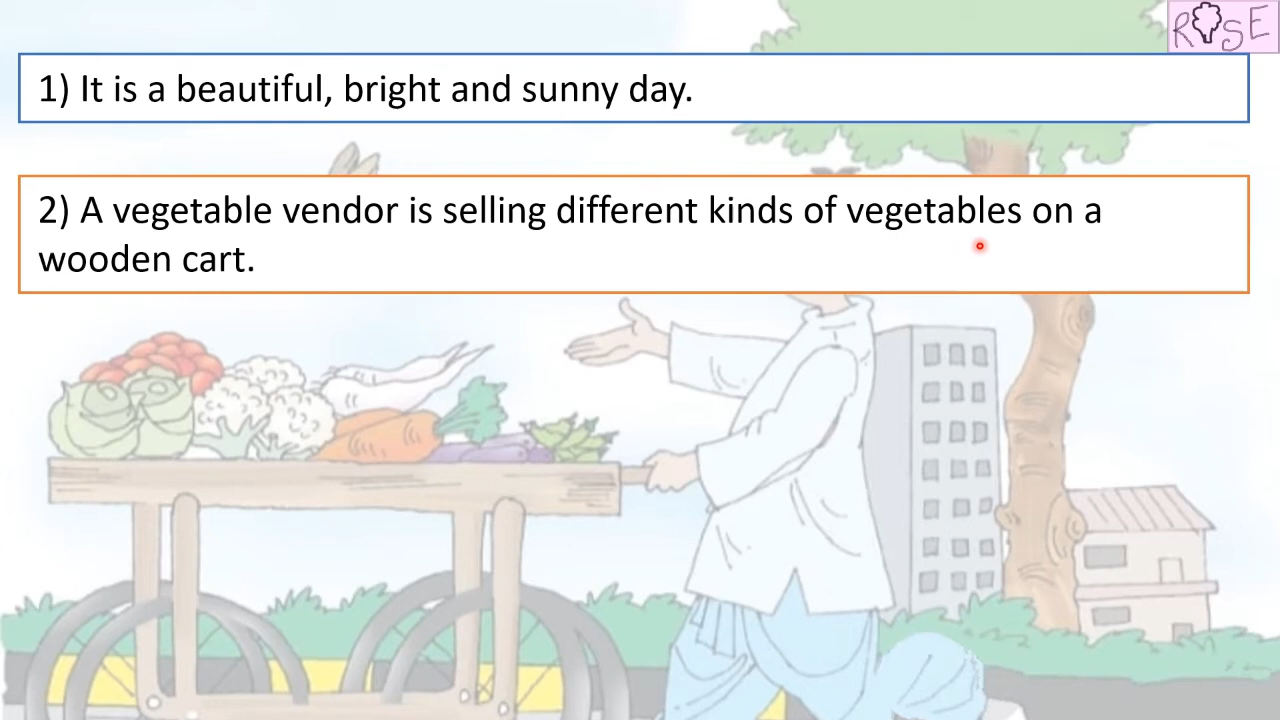 R SE
1) It is a beautiful, bright and sunny day.
2) A vegetable vendor is selling different kinds of vegetables on a
wooden cart.